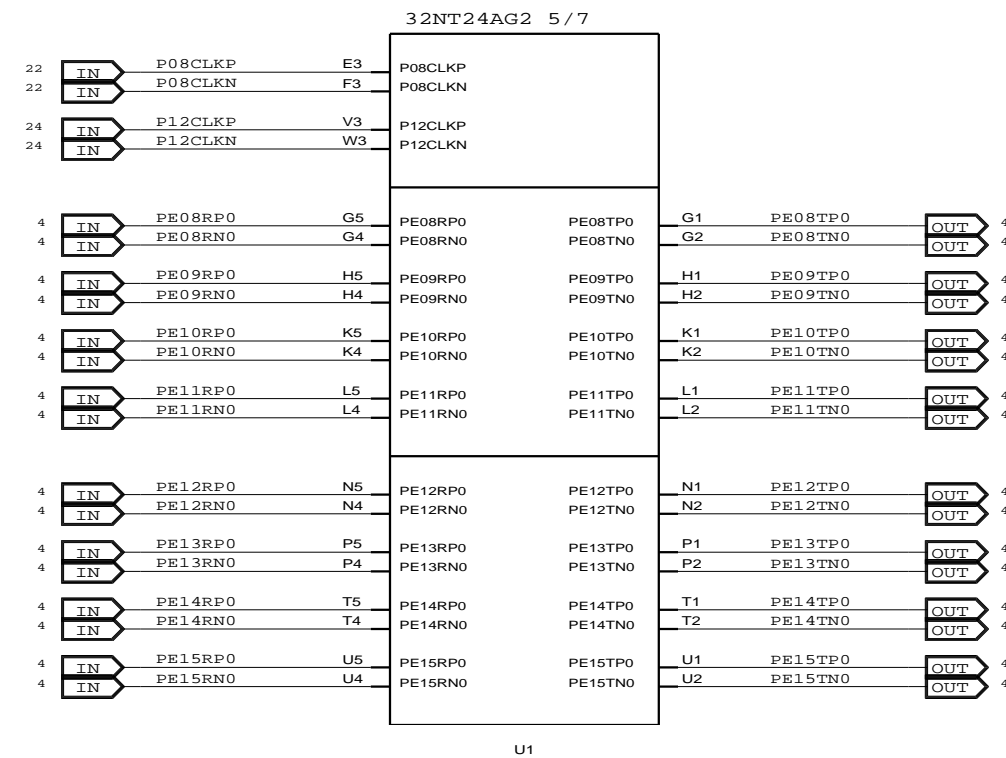 32NT24AG2 5/7
22 IN P08CLKP E3 P08CLKP
22 IN P08CLKN F3 P08CLKN
24 IN P12CLKP V3 P12CLKP
24 IN P12CLKN W3 P12CLKN
4 IN PE08RP0 G5 PE08RP0 PE08TP0 G1 PE08TP0 OUT 4
4 IN PE08RN0 G4 PE08RN0 PE08TN0 G2 PE08TN0 OUT 4
4 IN PE09RP0 H5 PE09RP0 PE09TP0 H1 PE09TP0 OUT 4
4 IN PE09RN0 H4 PE09RN0 PE09TN0 H2 PE09TN0 OUT 4
4 IN PE10RP0 K5 PE10RP0 PE10TP0 K1 PE10TP0 OUT 4
4 IN PE10RN0 K4 PE10RN0 PE10TN0 K2 PE10TN0 OUT 4
4 IN PE11RP0 L5 PE11RP0 PE11TP0 L1 PE11TP0 OUT 4
4 IN PE11RN0 L4 PE11RN0 PE11TN0 L2 PE11TN0 OUT 4
4 IN PE12RP0 N5 PE12RP0 PE12TP0 N1 PE12TP0 OUT 4
4 IN PE12RN0 N4 PE12RN0 PE12TN0 N2 PE12TN0 OUT 4
4 IN PE13RP0 P5 PE13RP0 PE13TP0 P1 PE13TP0 OUT 4
4 IN PE13RN0 P4 PE13RN0 PE13TN0 P2 PE13TN0 OUT 4
4 IN PE14RP0 T5 PE14RP0 PE14TP0 T1 PE14TP0 OUT 4
4 IN PE14RN0 T4 PE14RN0 PE14TN0 T2 PE14TN0 OUT 4
4 IN PE15RP0 U5 PE15RP0 PE15TP0 U1 PE15TP0 OUT 4
4 IN PE15RN0 U4 PE15RN0 PE15TN0 U2 PE15TN0 OUT 4
U1